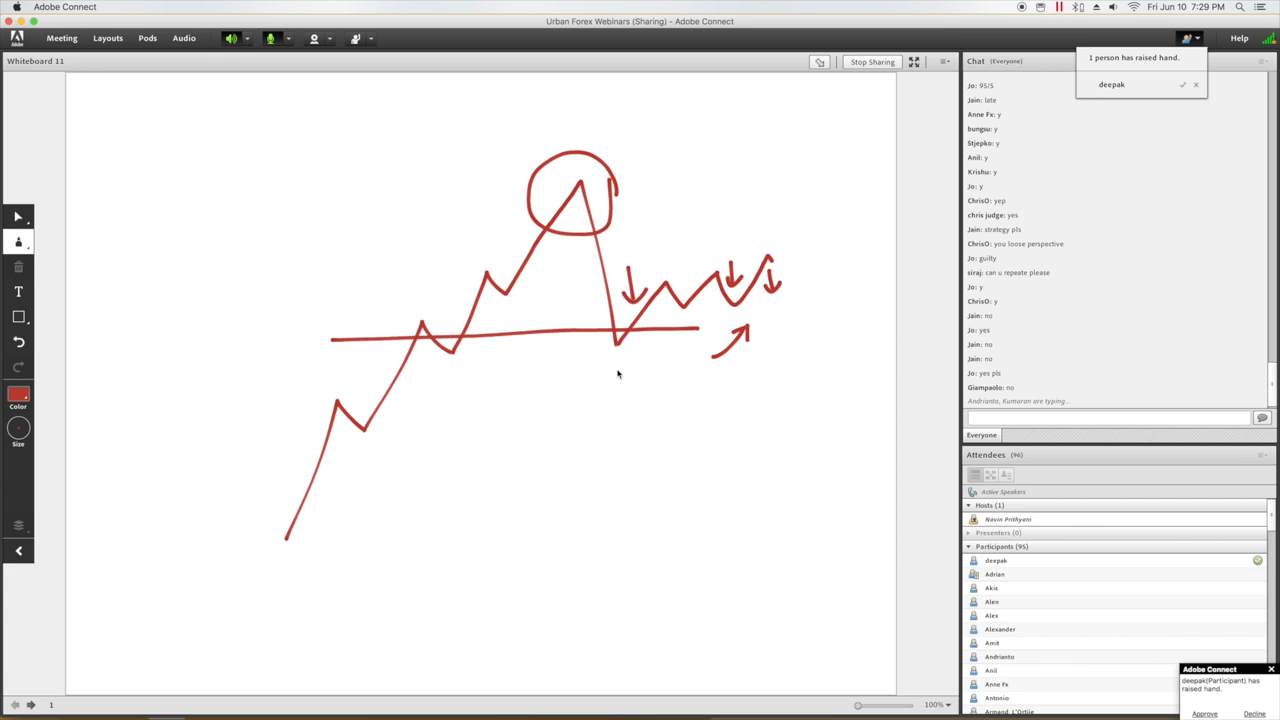 Adobe Connect
Fri Jun 10 7:29 PM
Urban Forex Webinars (Sharing) - Adobe Connect
Meeting Layouts Pods Audio Help
Adobe
Whiteboard 11
Stop Sharing
Chat (Everyone)
1 person has raised hand.
deepak
Jo: 95/5
Jain: late
Anne Fx: y
bungsu: y
Stjepko: y
Anil: y
Krishu: y
Jo: y
ChrisO: yep
chris judge: yes
Jain: strategy pls
ChrisO: you loose perspective
Jo: guilty
siraj: can u repeate please
Jo: y
ChrisO: y
Jain: no
Jo: yes
Jain: no
Jain: no
Jo: yes pls
Giampaolo: no
Andrianto, Kumaran are typing...
Everyone
Attendees (96)
Active Speakers
Hosts (1)
Navin Prithyani
Presenters (0)
Participants (95)
deepak
Adrian
Akis
Alen
Alex
Alexander
Amit
Andrianto
Anil
Anne Fx
Antonio
Armand_L'Ortije
T
Color
Size
1
100%
Adobe Connect
deepak(Participant) has
raised hand.
Approve Decline